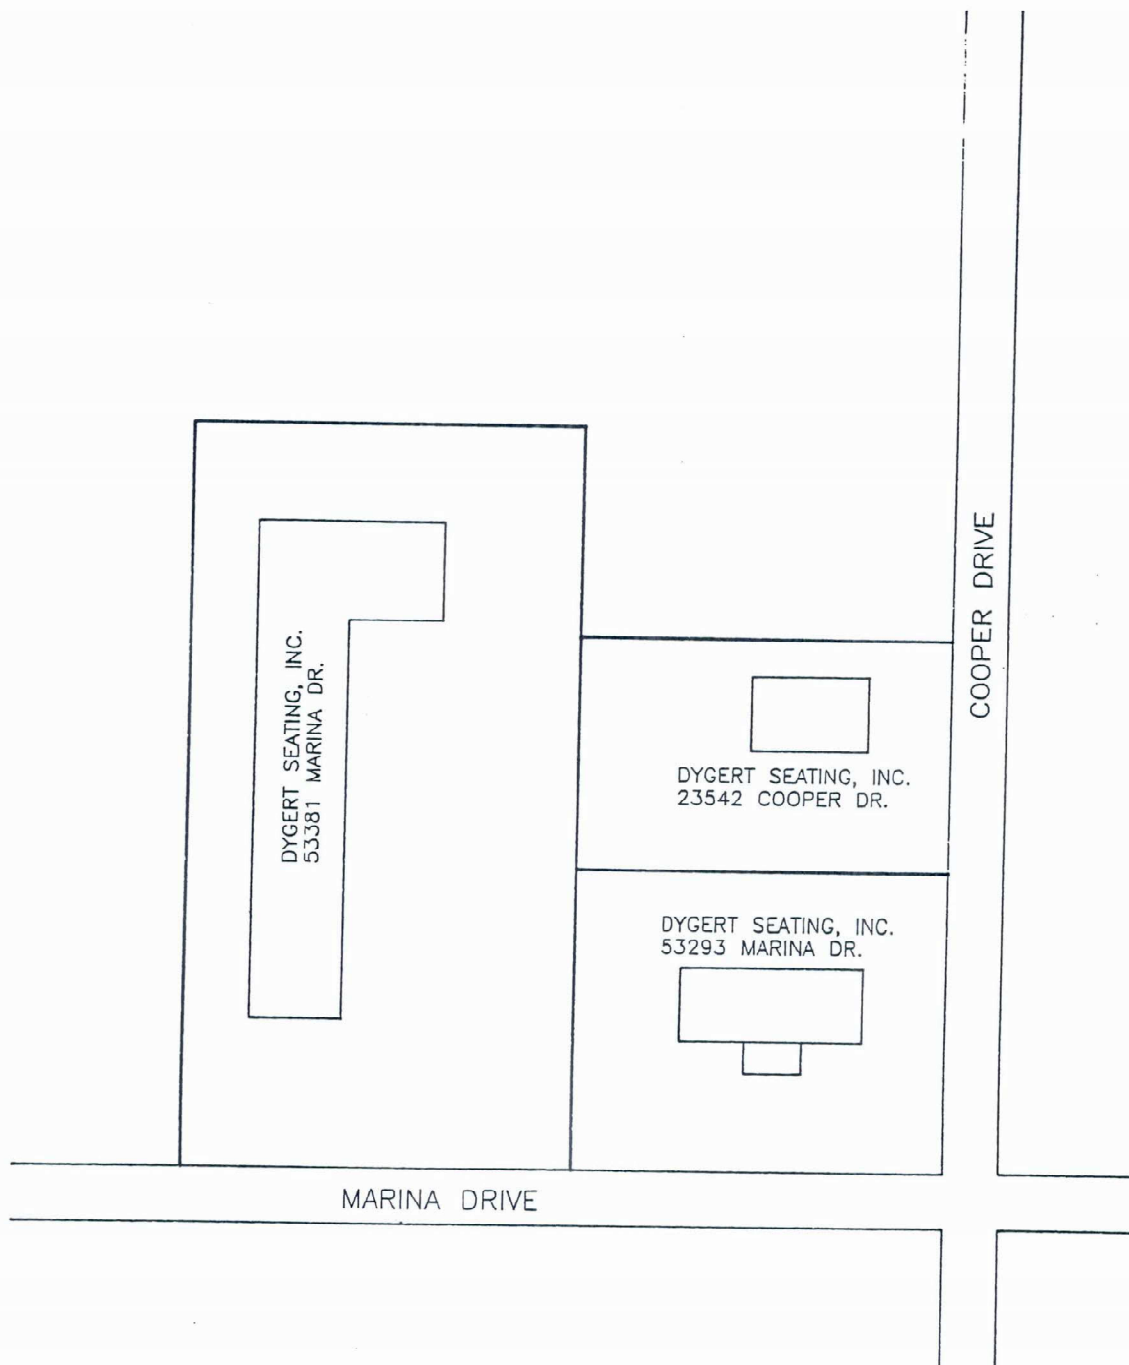 COOPER DRIVE
DYGERT SEATING, INC.
53381 MARINA DR.
DYGERT SEATING, INC.
23542 COOPER DR.
DYGERT SEATING, INC.
53293 MARINA DR.
MARINA DRIVE